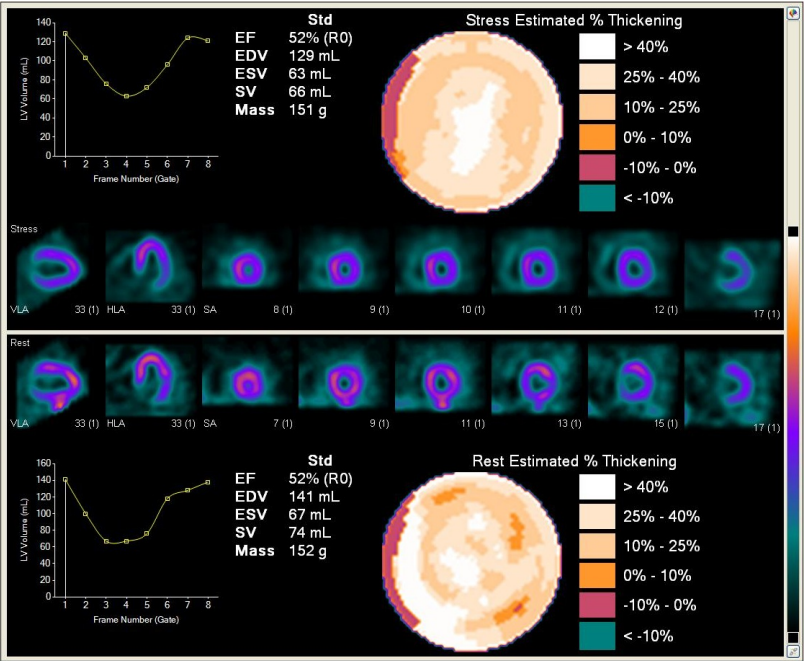 Std
EF 52% (R0)
EDV 129 mL
ESV 63 mL
SV 66 mL
Mass 151 g
LV Volume (mL)
140
120
100
80
60
40
20
0
1 2 3 4 5 6 7 8
Frame Number (Gate)
Stress Estimated % Thickening
> 40%
25% - 40%
10% - 25%
0% - 10%
-10% - 0%
< -10%
Stress
VLA 33 (1) HLA 33 (1) SA 8 (1) 9 (1) 10 (1) 11 (1) 12 (1) 17 (1)
Rest
VLA 33 (1) HLA 33 (1) SA 7 (1) 9 (1) 11 (1) 13 (1) 15 (1) 17 (1)
Std
EF 52% (R0)
EDV 141 mL
ESV 67 mL
SV 74 mL
Mass 152 g
LV Volume (mL)
160
140
120
100
80
60
40
20
0
1 2 3 4 5 6 7 8
Frame Number (Gate)
Rest Estimated % Thickening
> 40%
25% - 40%
10% - 25%
0% - 10%
-10% - 0%
< -10%